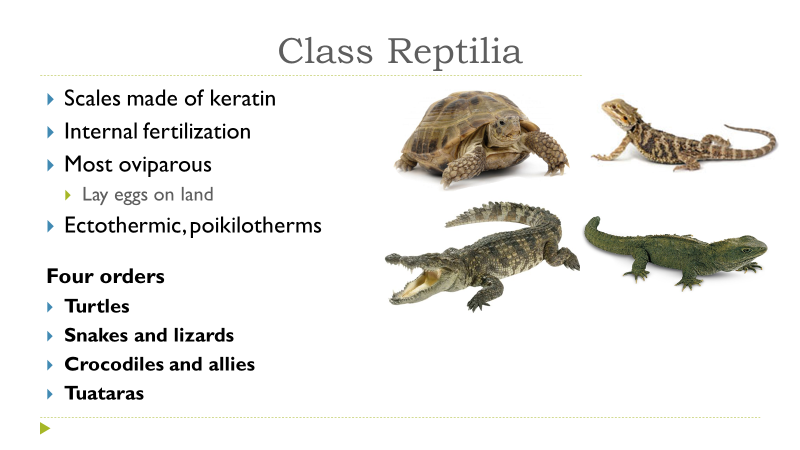 Class Reptilia
Scales made of keratin
Internal fertilization
Most oviparous
Lay eggs on land
Ectothermic, poikilotherms
Four orders
Turtles
Snakes and lizards
Crocodiles and allies
Tuataras